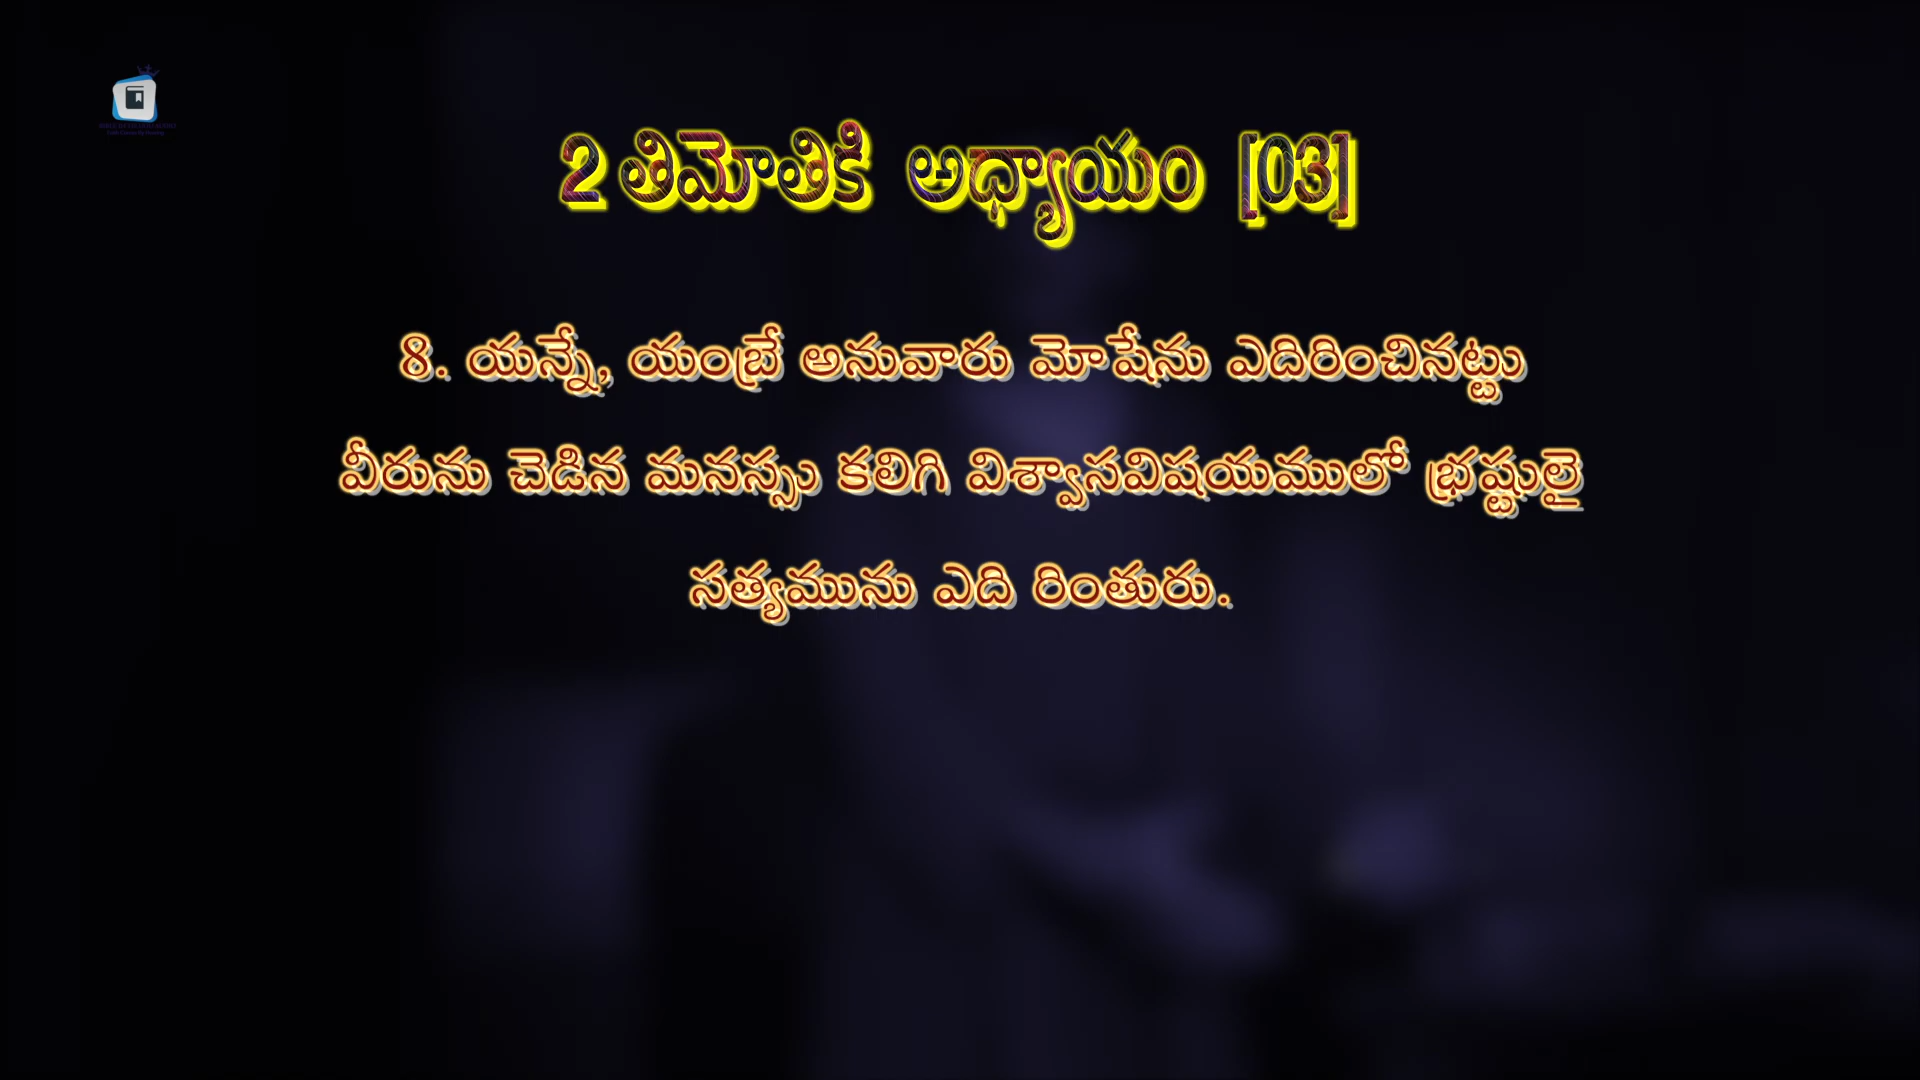 2 తిమోతికి అధ్యాయం [03]
8. యన్నే, యంబ్రే అనువారు మోషేను ఎదిరించినట్టు
వీరును చెడిన మనస్సు కలిగి విశ్వాసవిషయములో భ్రష్టులై
సత్యమును ఎది రింతురు.